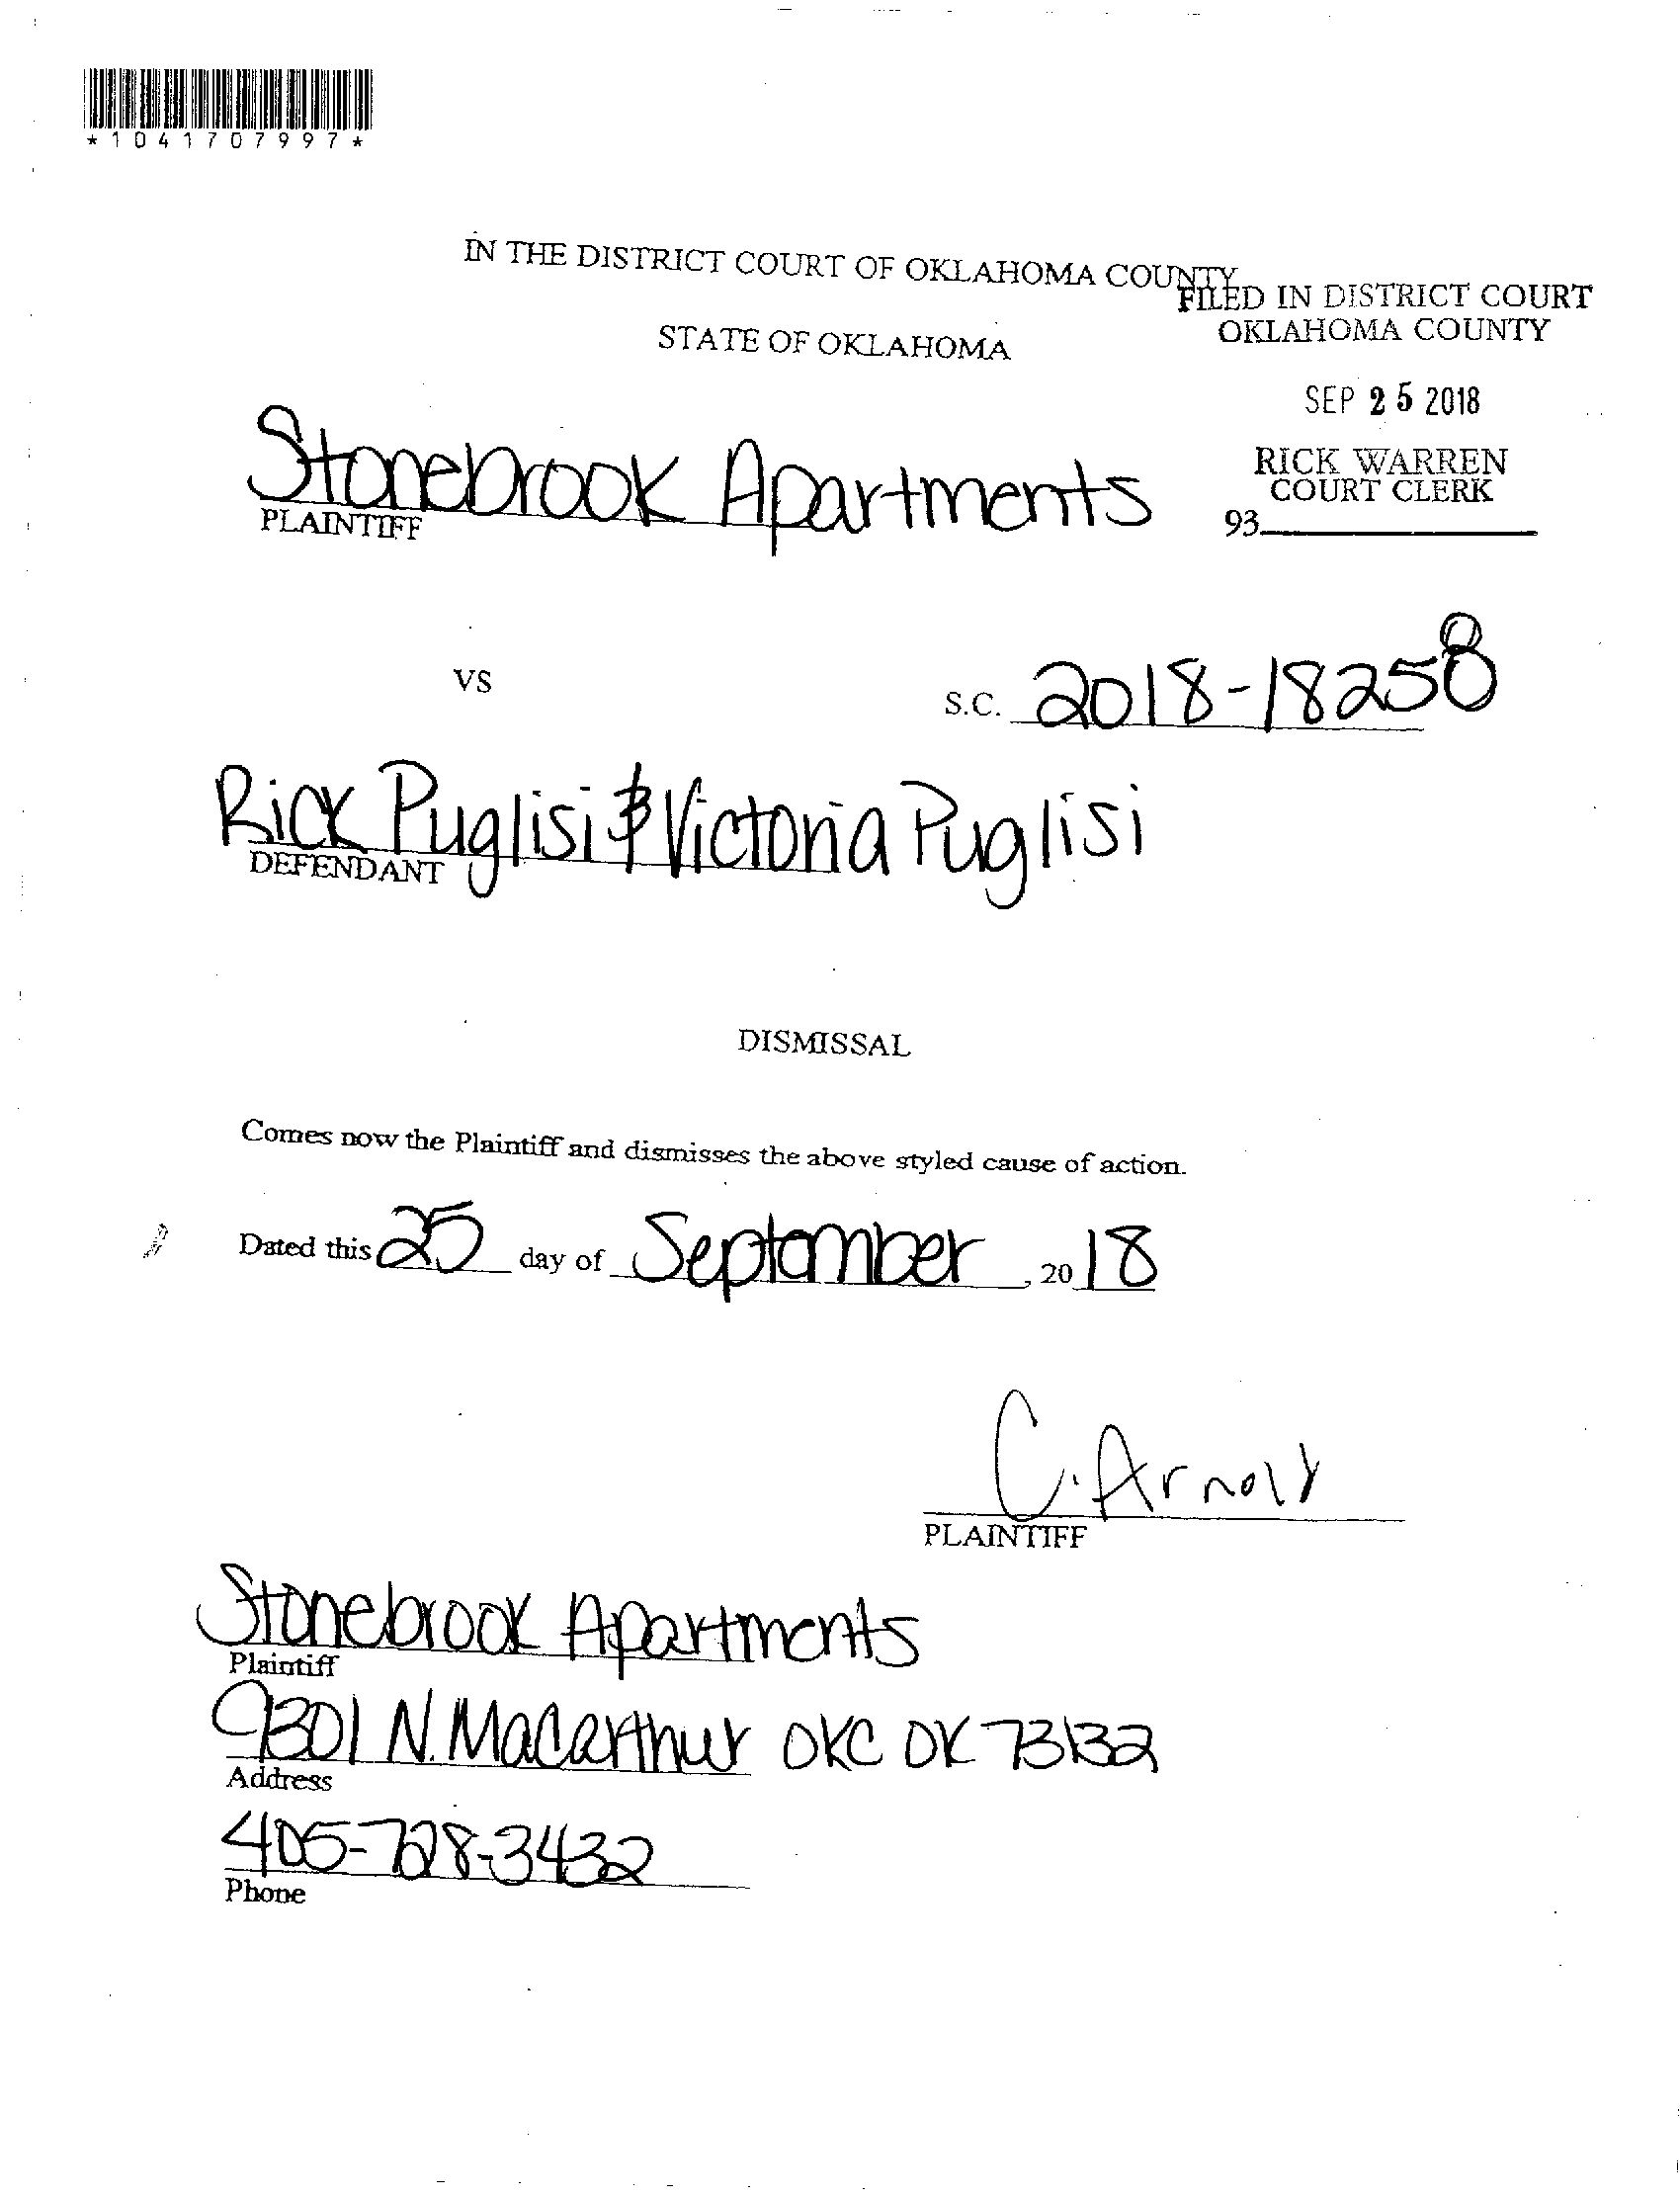 *1041707997*
IN THE DISTRICT COURT OF OKLAHOMA COUNTY
STATE OF OKLAHOMA
FILED IN DISTRICT COURT
OKLAHOMA COUNTY
SEP 25 2018
RICK WARREN
COURT CLERK
93
Stonebrook Apartments
PLAINTIFF
VS
S.C. 2018-18258
Rick Puglisi & Victoria Puglisi
DEFENDANT
DISMISSAL
Comes now the Plaintiff and dismisses the above styled cause of action.
Dated this 25 day of September, 20 18
C. Arnold
PLAINTIFF
Stonebrook Apartments
Plaintiff
9301 N. MacArthur OKC OK 73132
Address
405-728-3432
Phone